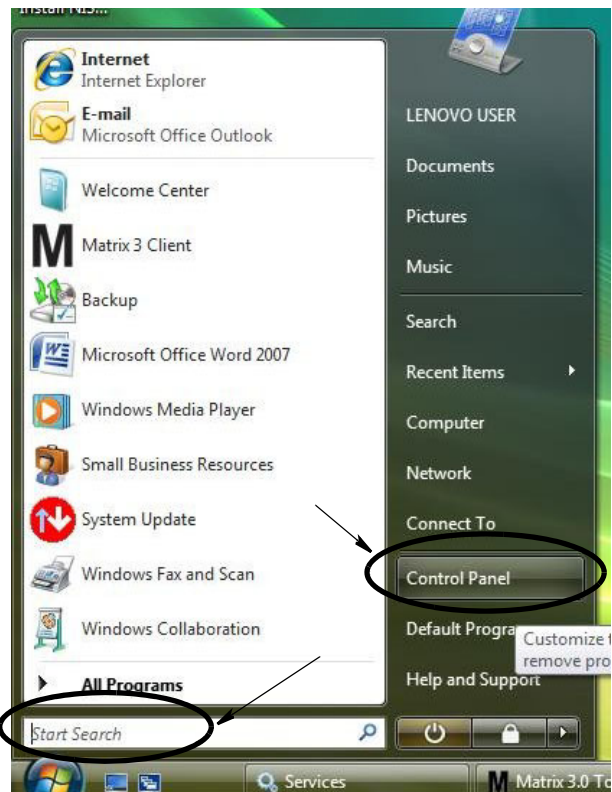 Install NIS...
Internet
Internet Explorer
E-mail
Microsoft Office Outlook
Welcome Center
M
Matrix 3 Client
Backup
Microsoft Office Word 2007
Windows Media Player
Small Business Resources
System Update
Windows Fax and Scan
Windows Collaboration
All Programs
Start Search
LENOVO USER
Documents
Pictures
Music
Search
Recent Items
Computer
Network
Connect To
Control Panel
Default Progra
Customize t
remove pro
Help and Support
Services
M Matrix 3.0 To